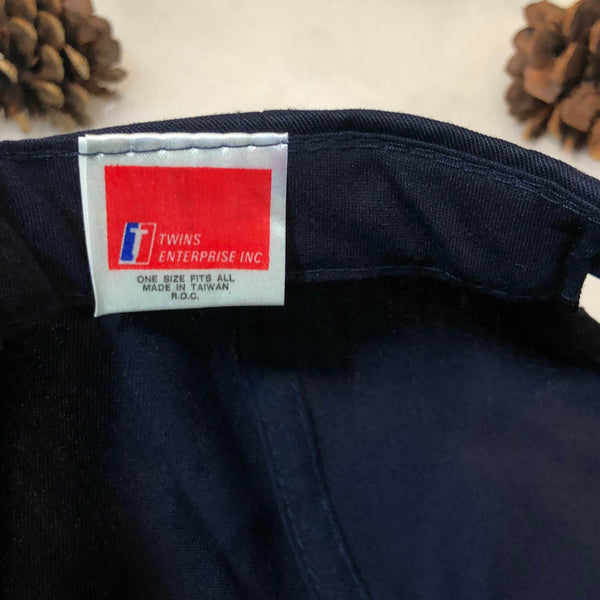 T TWINS
ENTERPRISE INC.
ONE SIZE FITS ALL
MADE IN TAIWAN
R.O.C.